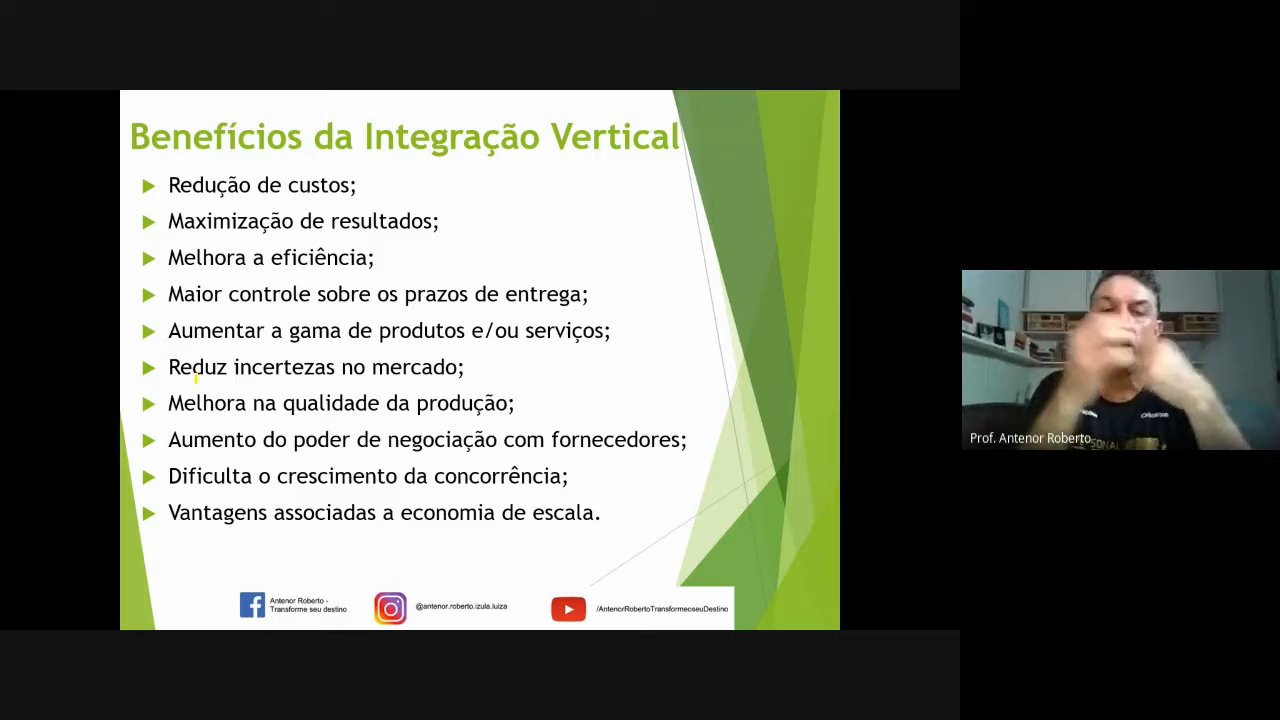 Benefícios da Integração Vertical
Redução de custos;
Maximização de resultados;
Melhora a eficiência;
Maior controle sobre os prazos de entrega;
Aumentar a gama de produtos e/ou serviços;
Reduz incertezas no mercado;
Melhora na qualidade da produção;
Aumento do poder de negociação com fornecedores;
Dificulta o crescimento da concorrência;
Vantagens associadas a economia de escala.
Antenor Roberto -
Transforme seu destino
@antenor.roberto.izula.luiza
/AntenorRobertoTransformeoseuDestino
Prof. Antenor Roberto
SONAL